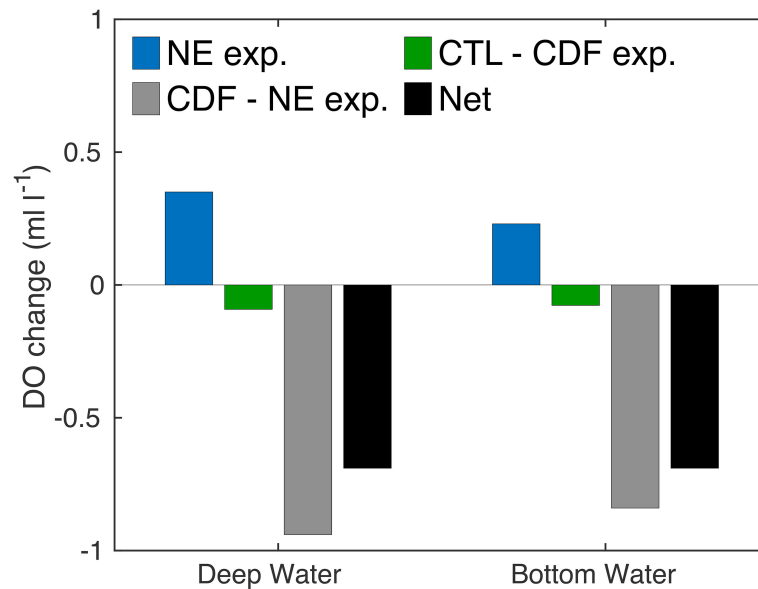 NE exp.
CTL - CDF exp.
CDF - NE exp.
Net
DO change (ml l-1)
1
0.5
0
-0.5
-1
Deep Water
Bottom Water